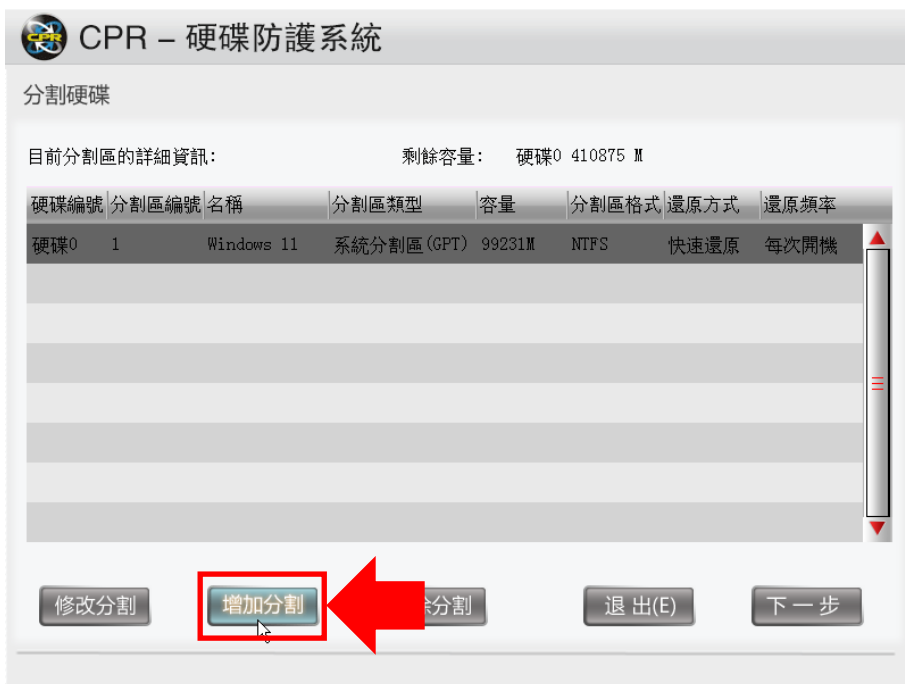 CPR
CPR – 硬碟防護系統
分割硬碟
目前分割區的詳細資訊: 剩餘容量: 硬碟0 410875 M
硬碟編號 分割區編號 名稱 分割區類型 容量 分割區格式 還原方式 還原頻率
硬碟0 1 Windows 11 系統分割區(GPT) 99231M NTFS 快速還原 每次開機
修改分割 增加分割 分割 退 出(E) 下 一 步